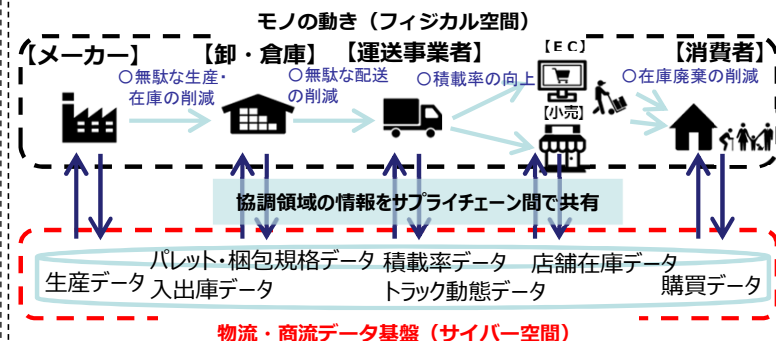 モノの動き（フィジカル空間）
【メーカー】
【卸・倉庫】
【運送事業者】
【EC】
【消費者】
○無駄な生産・
在庫の削減
○無駄な配送
の削減
○積載率の向上
【小売】
○在庫廃棄の削減
協調領域の情報をサプライチェーン間で共有
生産データ
パレット・梱包規格データ
入出庫データ
積載率データ
トラック動態データ
店舗在庫データ
購買データ
物流・商流データ基盤（サイバー空間）